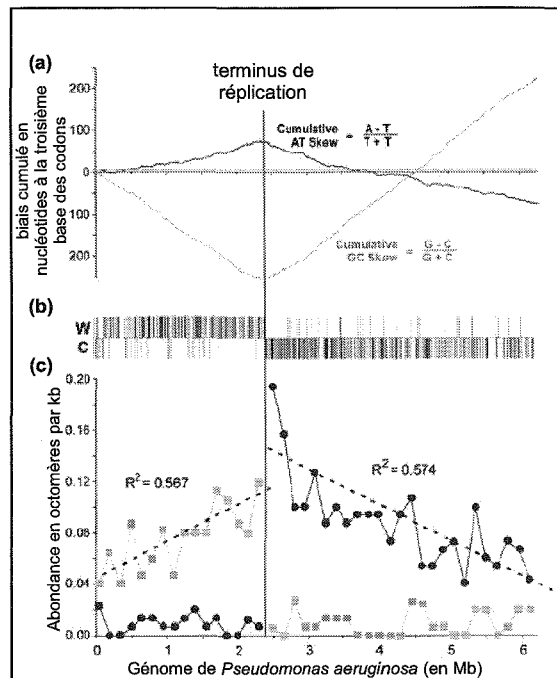 (a)
terminus de
réplication
biais cumulé en
nucléotides à la troisième
base des codons
200
100
0
100
200
Cumulative
AT Skew = A - T
T + T
Cumulative
GC Skew = G - C
G + C
(b)
W
C
(c)
Abondance en octomères par kb
0.20
0.16
0.12
0.08
0.04
0.00
R² = 0.567
R² = 0.574
0 1 2 3 4 5 6
Génome de Pseudomonas aeruginosa (en Mb)